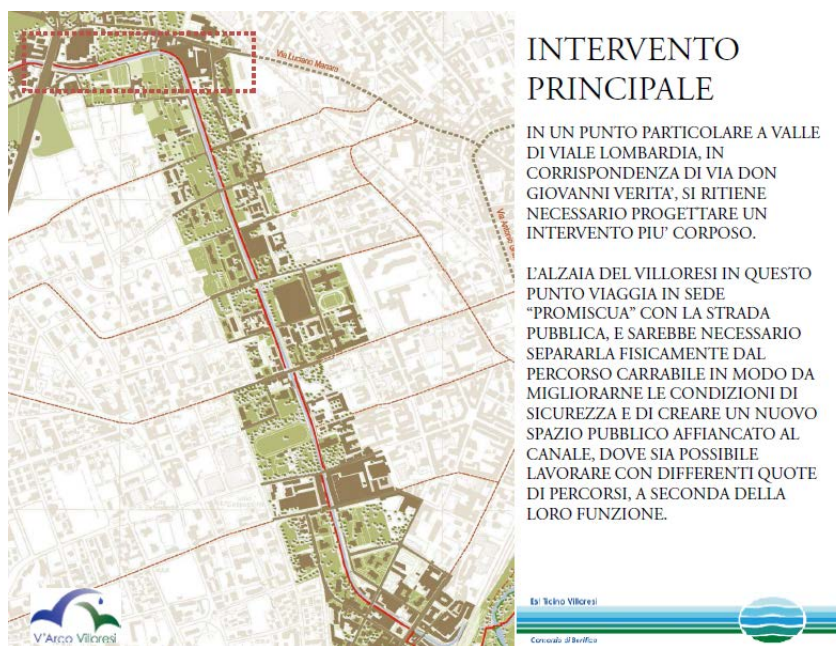 INTERVENTO
PRINCIPALE
IN UN PUNTO PARTICOLARE A VALLE
DI VIALE LOMBARDIA, IN
CORRISPONDENZA DI VIA DON
GIOVANNI VERITA’, SI RITIENE
NECESSARIO PROGETTARE UN
INTERVENTO PIU’ CORPOSO.
L’ALZAIA DEL VILLORESI IN QUESTO
PUNTO VIAGGIA IN SEDE
“PROMISCUA” CON LA STRADA
PUBBLICA, E SAREBBE NECESSARIO
SEPARARLA FISICAMENTE DAL
PERCORSO CARRABILE IN MODO DA
MIGLIORARNE LE CONDIZIONI DI
SICUREZZA E DI CREARE UN NUOVO
SPAZIO PUBBLICO AFFIANCATO AL
CANALE, DOVE SIA POSSIBILE
LAVORARE CON DIFFERENTI QUOTE
DI PERCORSI, A SECONDA DELLA
LORO FUNZIONE.
Via Luciano Manara
Via Antonio
V'Arco Villoresi
Est Ticino Villoresi
Consorzio di Bonifica